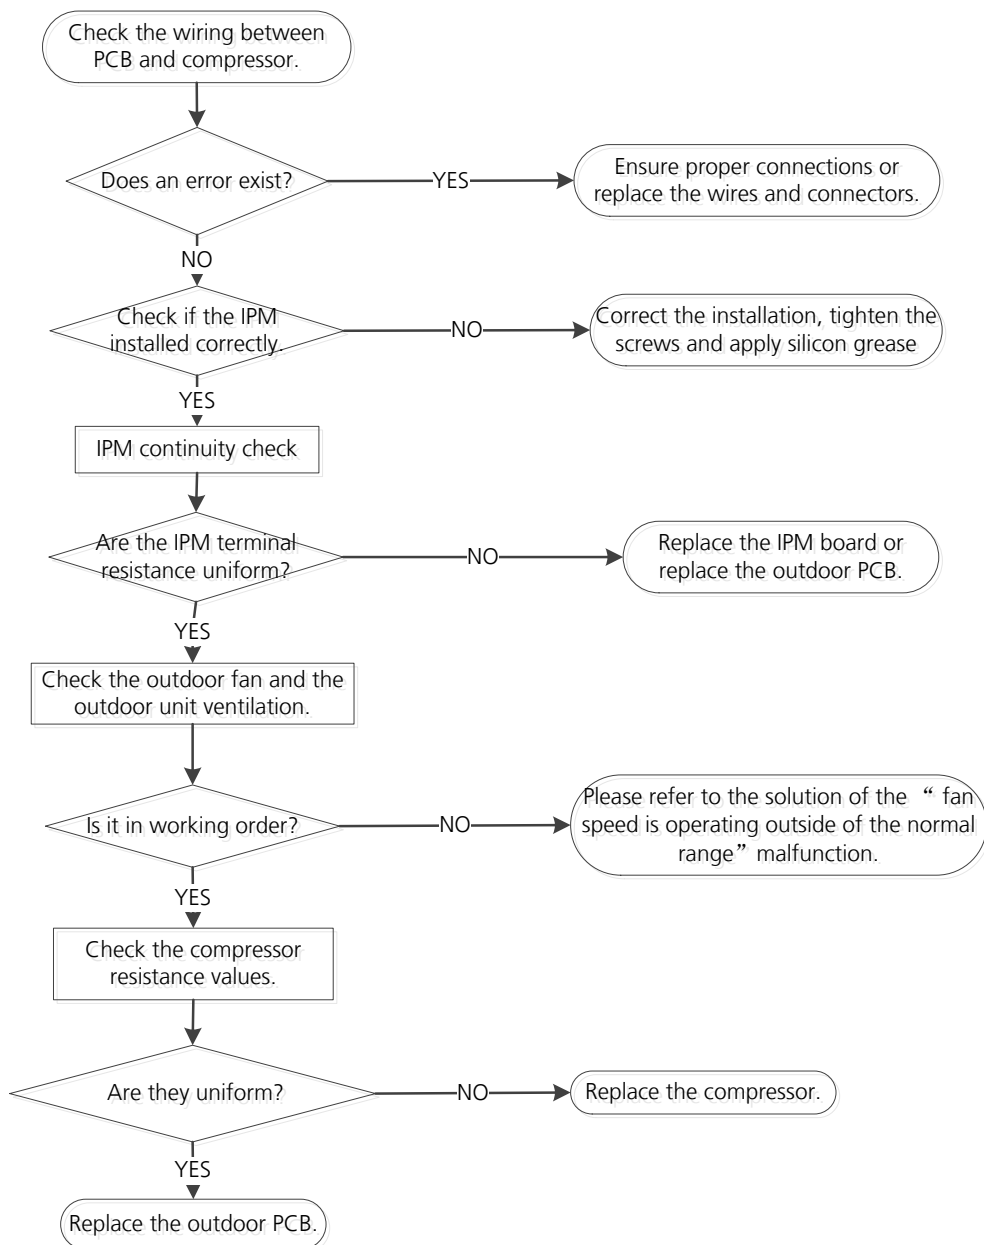 Check the wiring between
PCB and compressor.
Does an error exist?
YES
Ensure proper connections or
replace the wires and connectors.
NO
Check if the IPM
installed correctly.
NO
Correct the installation, tighten the
screws and apply silicon grease
YES
IPM continuity check
Are the IPM terminal
resistance uniform?
NO
Replace the IPM board or
replace the outdoor PCB.
YES
Check the outdoor fan and the
outdoor unit ventilation.
Is it in working order?
NO
Please refer to the solution of the “ fan
speed is operating outside of the normal
range” malfunction.
YES
Check the compressor
resistance values.
Are they uniform?
NO
Replace the compressor.
YES
Replace the outdoor PCB.